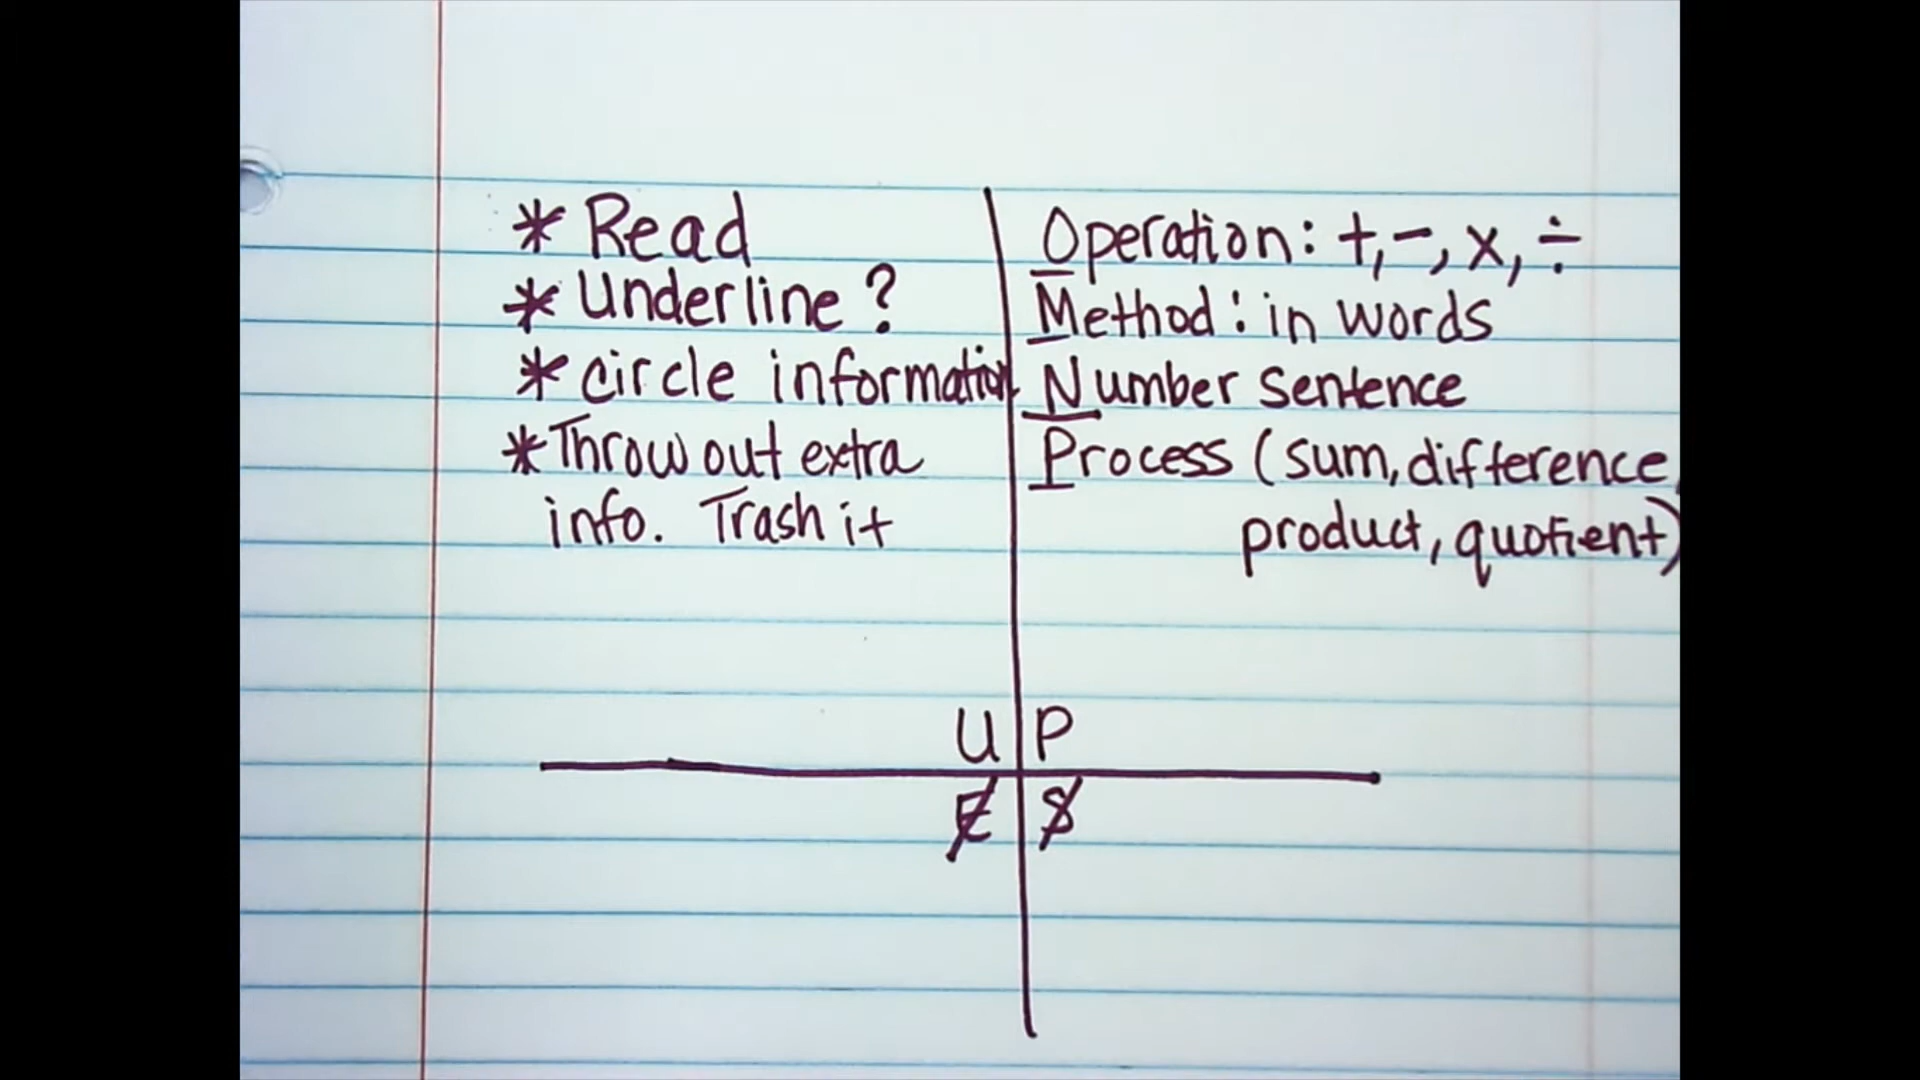 * Read
* Underline ?
* circle information
* Throw out extra
info. Trash it
Operation: +, -, x, ÷
Method: in words
Number sentence
Process (sum, difference,
product, quotient)
U P
E S